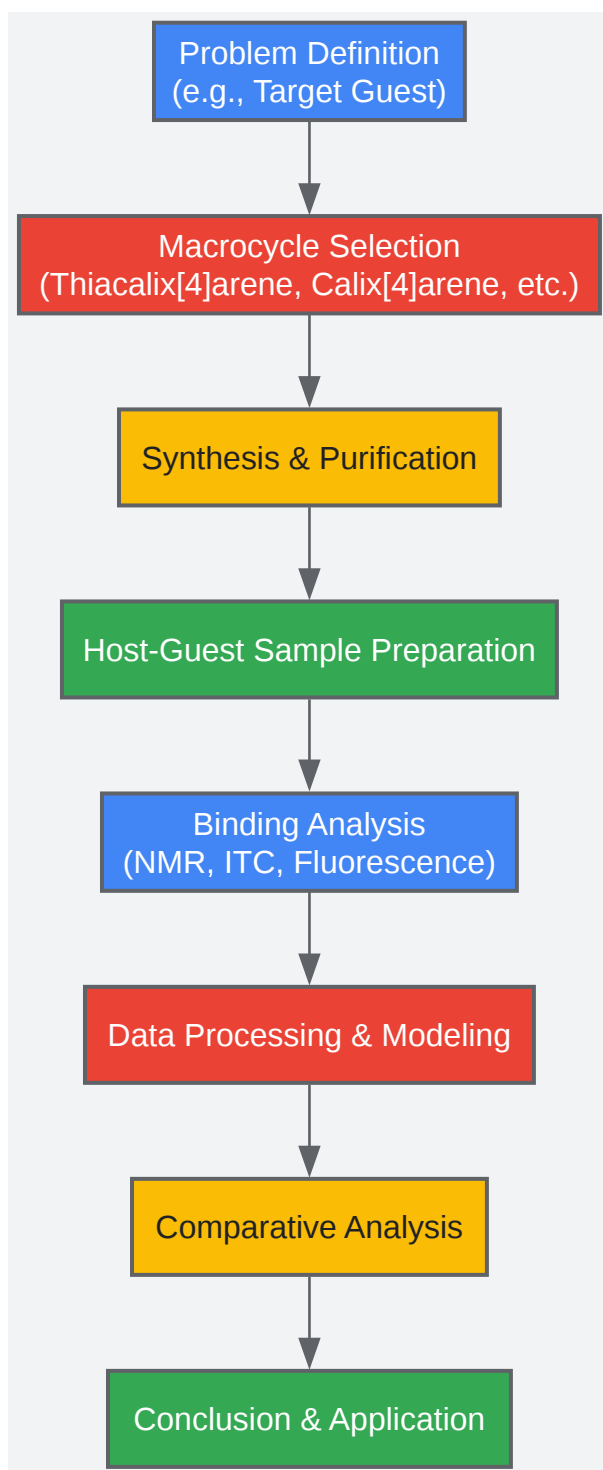 Problem Definition
(e.g., Target Guest)
Macrocycle Selection
(Thiacalix[4]arene, Calix[4]arene, etc.)
Synthesis & Purification
Host-Guest Sample Preparation
Binding Analysis
(NMR, ITC, Fluorescence)
Data Processing & Modeling
Comparative Analysis
Conclusion & Application